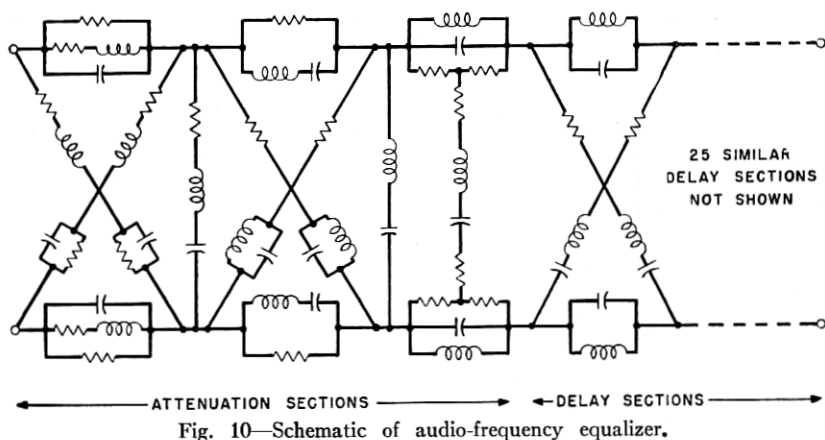 25 SIMILAR
DELAY SECTIONS
NOT SHOWN
ATTENUATION SECTIONS
DELAY SECTIONS
Fig. 10—Schematic of audio-frequency equalizer.